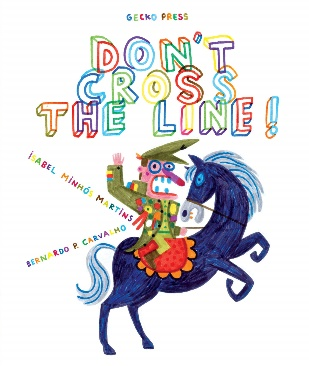 GECKO PRESS
DON'T
CROSS
THE LINE!
ISABEL MINHÓS MARTINS
BERNARDO P. CARVALHO